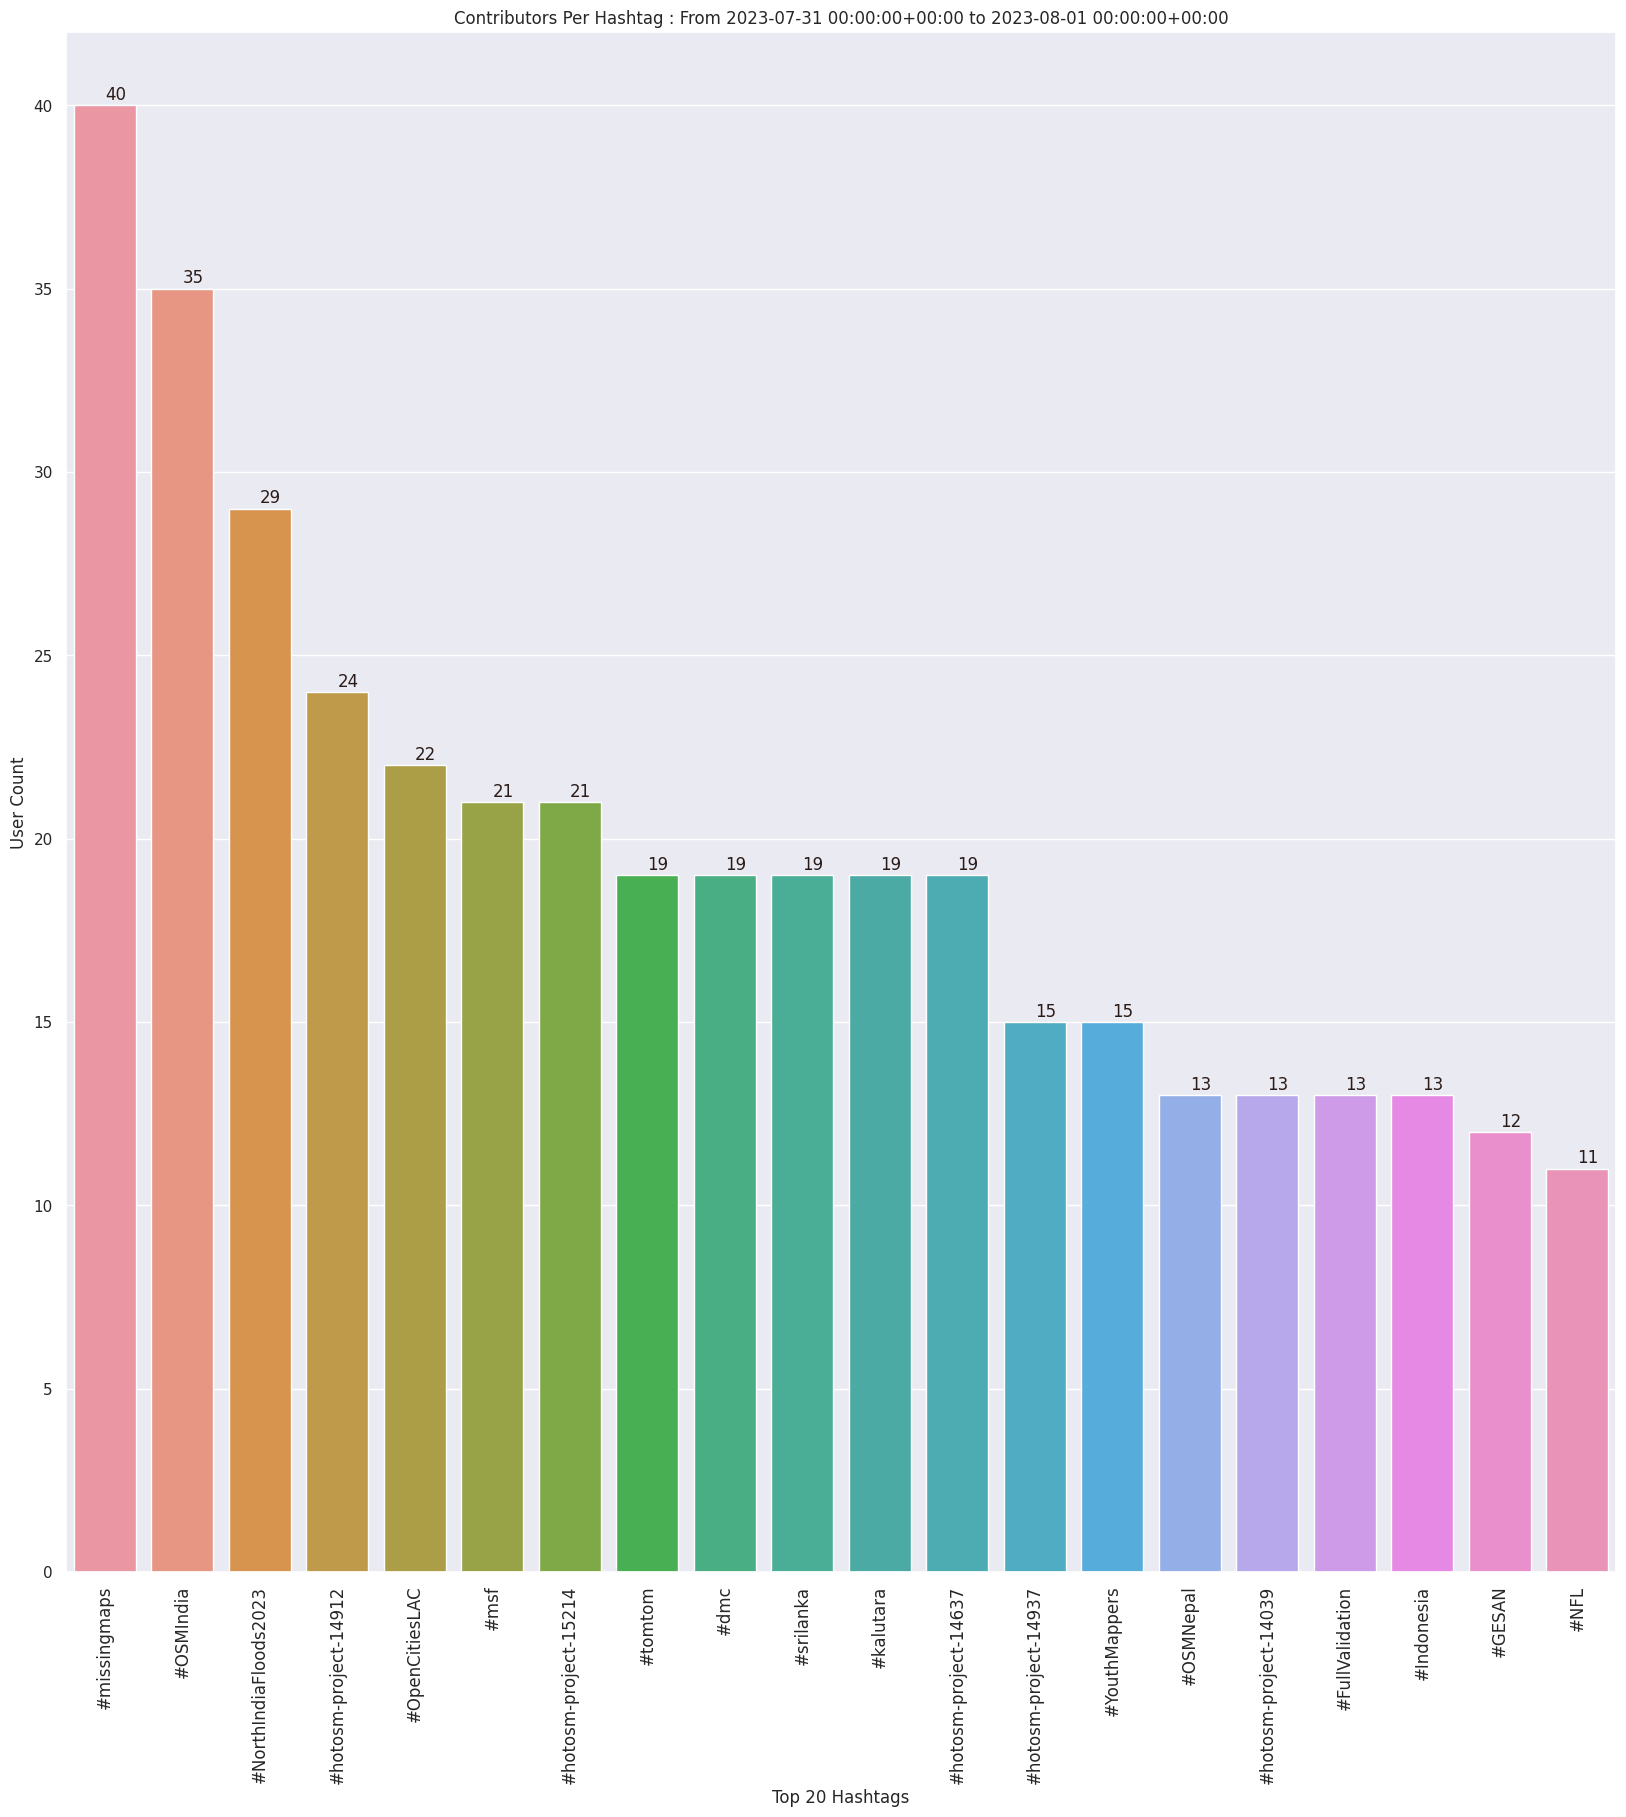 Contributors Per Hashtag : From 2023-07-31 00:00:00+00:00 to 2023-08-01 00:00:00+00:00
User Count
40
35
30
25
20
15
10
5
0
40
35
29
24
22
21
21
19
19
19
19
19
15
15
13
13
13
13
12
11
#missingmaps
#OSMIndia
#NorthIndiaFloods2023
#hotosm-project-14912
#OpenCitiesLAC
#msf
#hotosm-project-15214
#tomtom
#dmc
#srilanka
#kalutara
#hotosm-project-14637
#hotosm-project-14937
#YouthMappers
#OSMNepal
#hotosm-project-14039
#FullValidation
#Indonesia
#GESAN
#NFL
Top 20 Hashtags